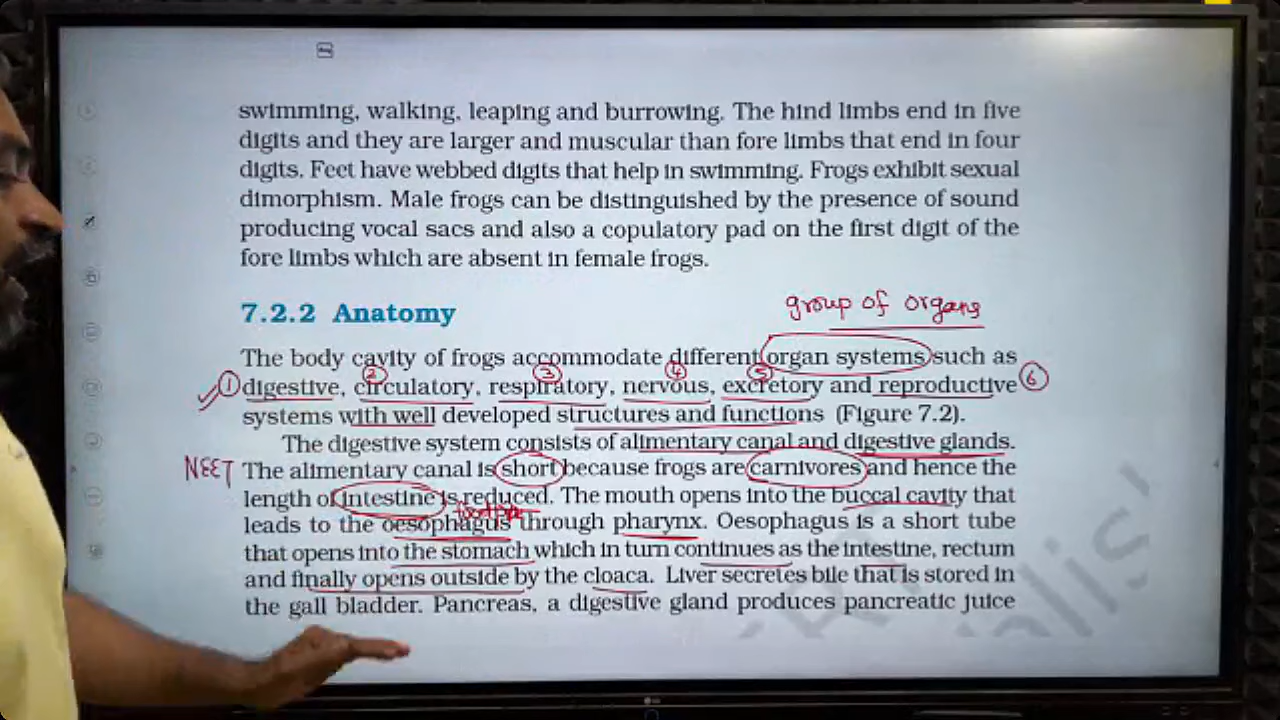 swimming, walking, leaping and burrowing. The hind limbs end in five
digits and they are larger and muscular than fore limbs that end in four
digits. Feet have webbed digits that help in swimming. Frogs exhibit sexual
dimorphism. Male frogs can be distinguished by the presence of sound
producing vocal sacs and also a copulatory pad on the first digit of the
fore limbs which are absent in female frogs.
7.2.2 Anatomy
group of organs
The body cavity of frogs accommodate different organ systems such as
2 3 4 5
1 digestive, circulatory, respiratory, nervous, excretory and reproductive 6
systems with well developed structures and functions (Figure 7.2).
The digestive system consists of alimentary canal and digestive glands.
NEET The alimentary canal is short because frogs are carnivores and hence the
length of intestine is reduced. The mouth opens into the buccal cavity that
leads to the oesophagus through pharynx. Oesophagus is a short tube
that opens into the stomach which in turn continues as the intestine, rectum
and finally opens outside by the cloaca. Liver secretes bile that is stored in
the gall bladder. Pancreas, a digestive gland produces pancreatic juice